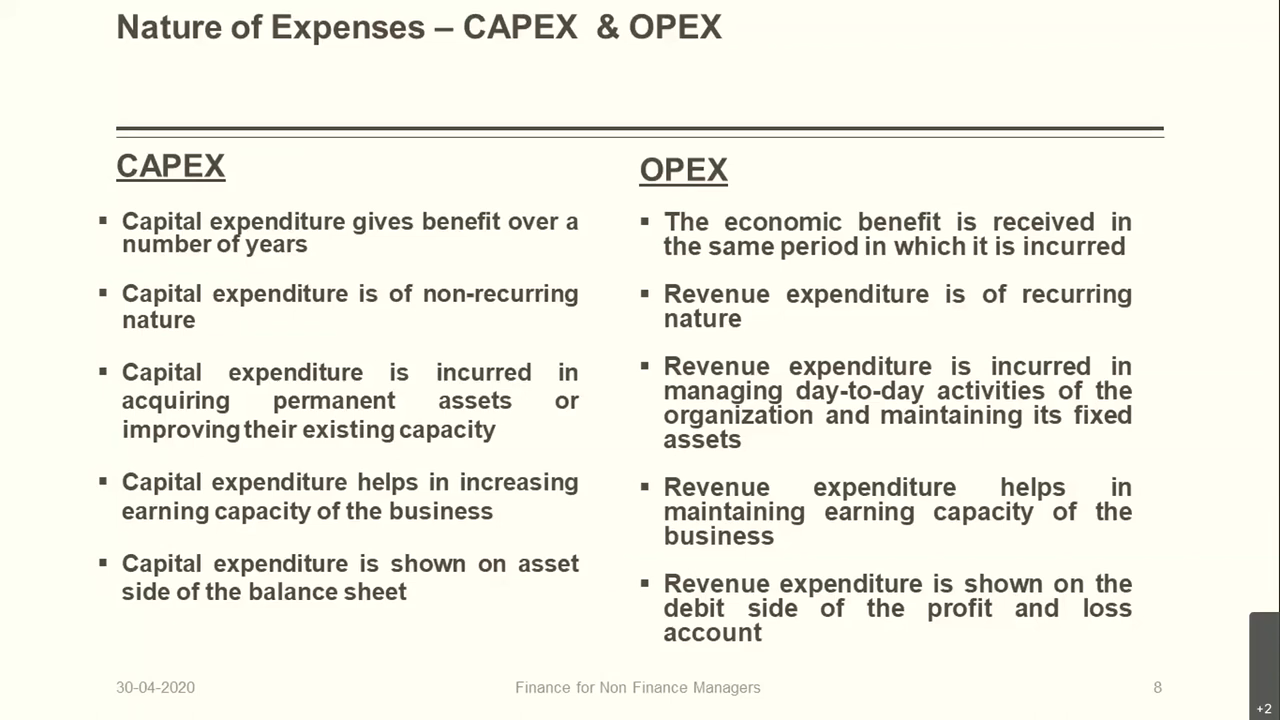 Nature of Expenses – CAPEX & OPEX
CAPEX
▪ Capital expenditure gives benefit over a
number of years
▪ Capital expenditure is of non-recurring
nature
▪ Capital expenditure is incurred in
acquiring permanent assets or
improving their existing capacity
▪ Capital expenditure helps in increasing
earning capacity of the business
▪ Capital expenditure is shown on asset
side of the balance sheet
OPEX
▪ The economic benefit is received in
the same period in which it is incurred
▪ Revenue expenditure is of recurring
nature
▪ Revenue expenditure is incurred in
managing day-to-day activities of the
organization and maintaining its fixed
assets
▪ Revenue expenditure helps in
maintaining earning capacity of the
business
▪ Revenue expenditure is shown on the
debit side of the profit and loss
account
30-04-2020
Finance for Non Finance Managers
8
+2